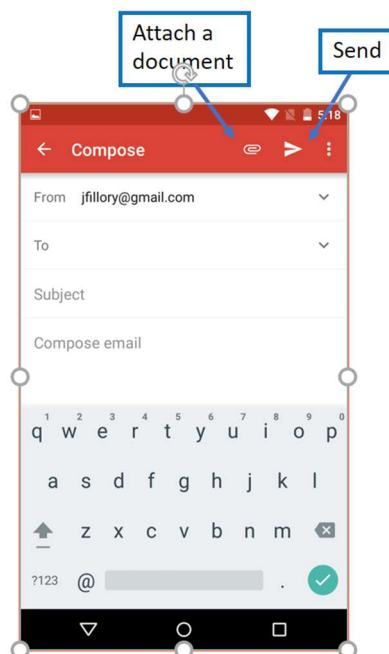 Attach a
document
Send
5:18
Compose
From jfillory@gmail.com
To
Subject
Compose email
1 2 3 4 5 6 7 8 9 0
q w e r t y u i o p
a s d f g h j k l
z x c v b n m
?123 @ .